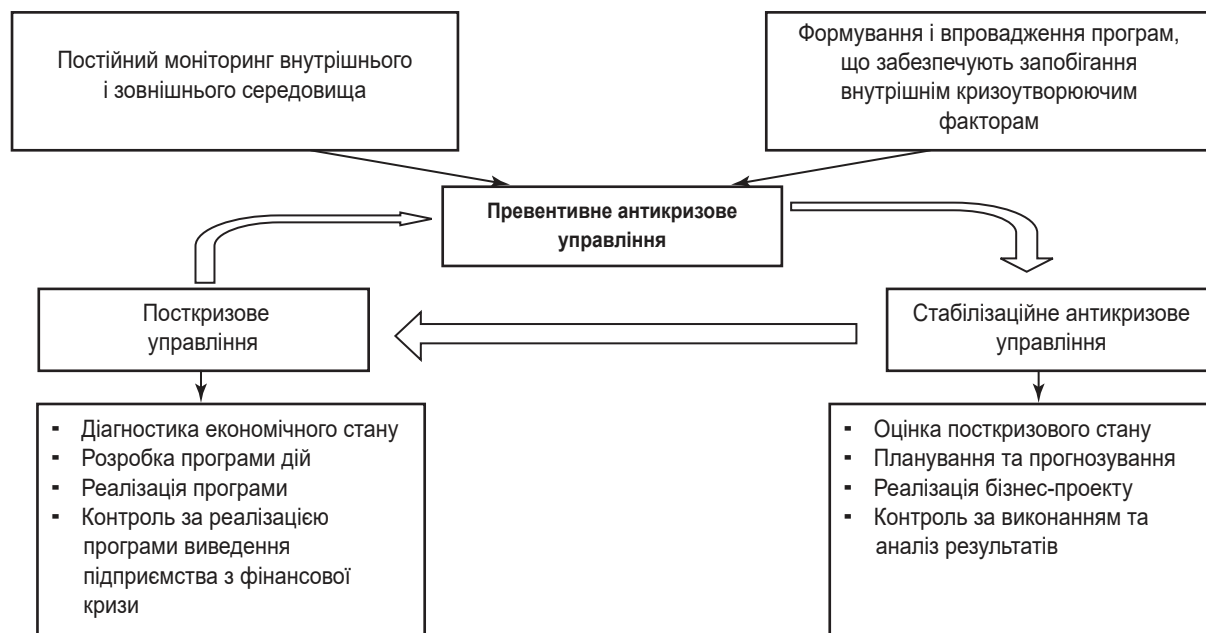 Постійний моніторинг внутрішнього
і зовнішнього середовища
Формування і впровадження програм,
що забезпечують запобігання
внутрішнім кризоутворюючим
факторам
Превентивне антикризове
управління
Посткризове
управління
Стабілізаційне антикризове
управління
- Діагностика економічного стану
- Розробка програми дій
- Реалізація програми
- Контроль за реалізацією
програми виведення
підприємства з фінансової
кризи
- Оцінка посткризового стану
- Планування та прогнозування
- Реалізація бізнес-проекту
- Контроль за виконанням та
аналіз результатів